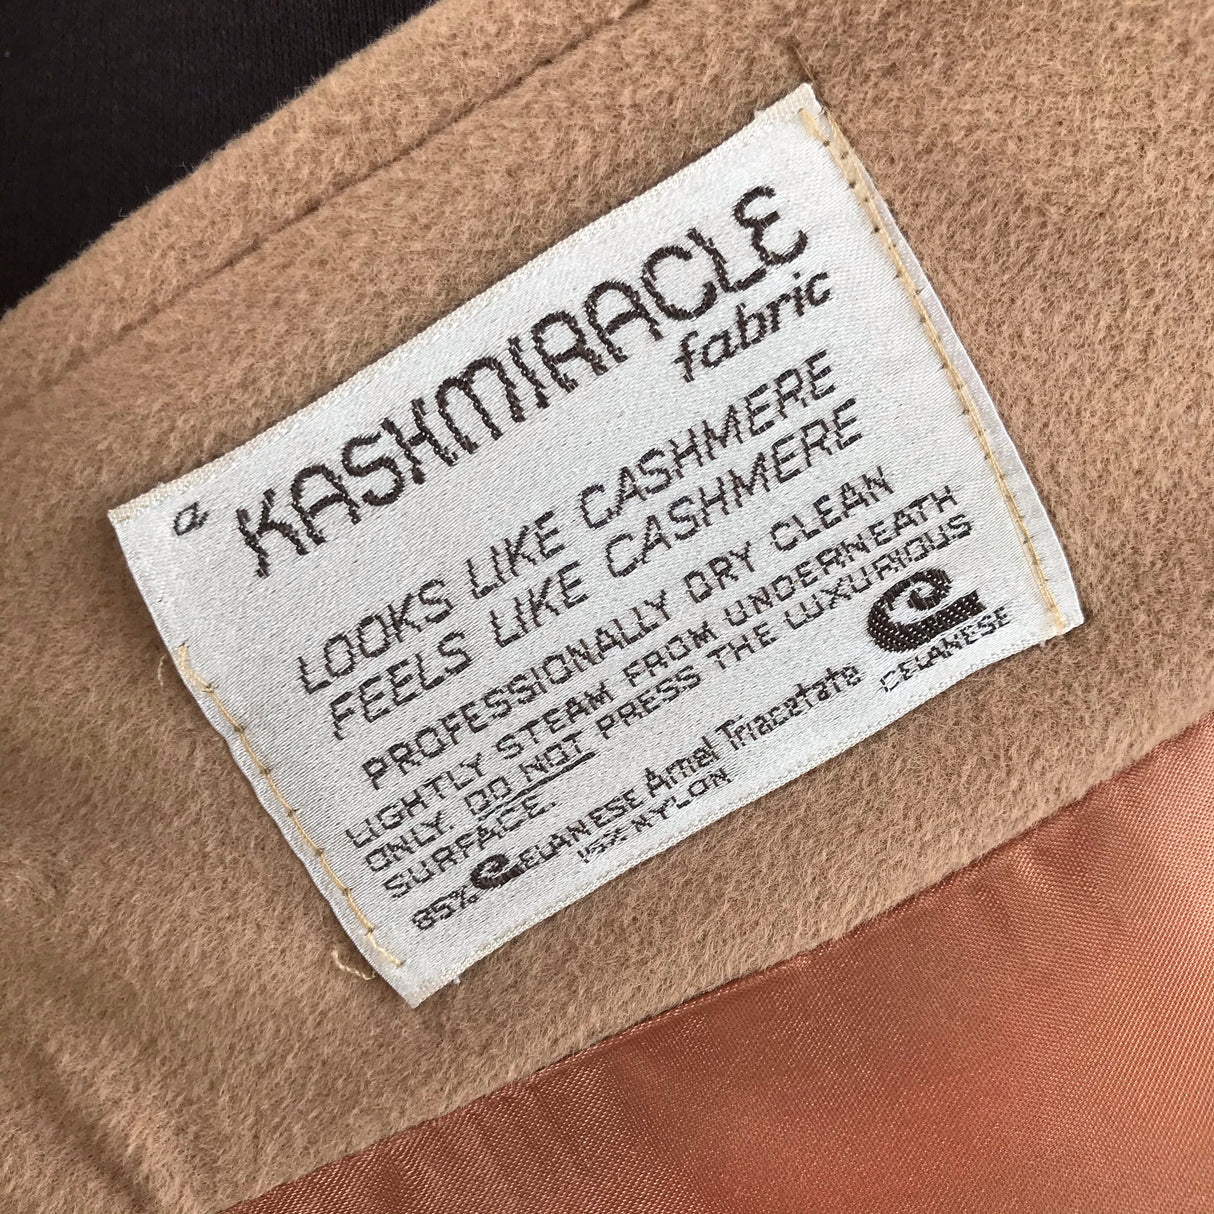 a KASHMIRACLE
fabric
LOOKS LIKE CASHMERE
FEELS LIKE CASHMERE
PROFESSIONALLY DRY CLEAN
LIGHTLY STEAM FROM UNDERNEATH
ONLY. DO NOT PRESS THE LUXURIOUS
SURFACE.
CELANESE
85% CELANESE Arnel Triacetate
15% NYLON